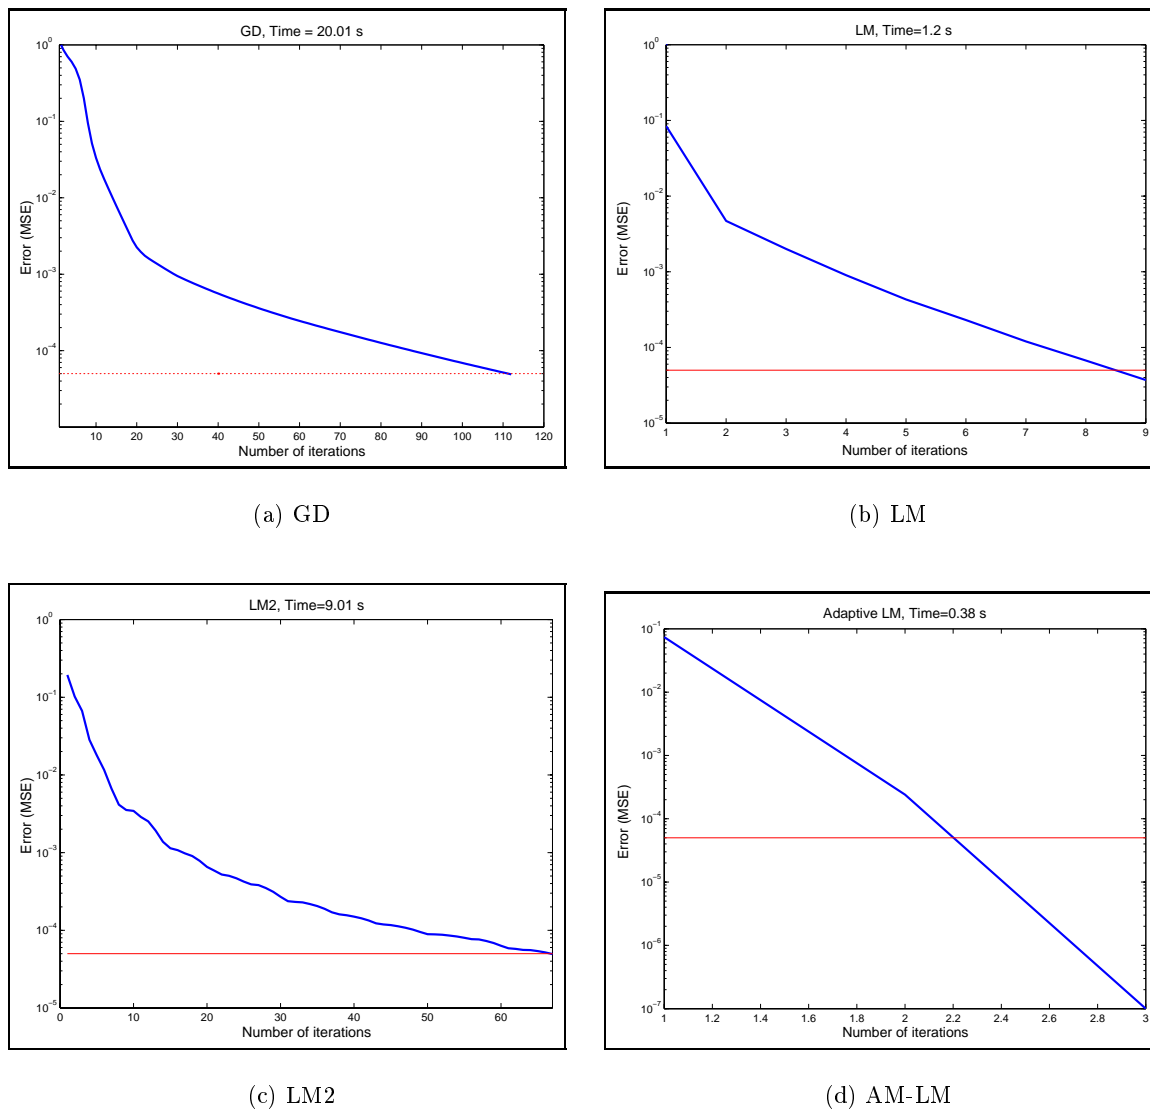 GD, Time = 20.01 s
10^0
10^−1
10^−2
10^−3
10^−4
Error (MSE)
10 20 30 40 50 60 70 80 90 100 110 120
Number of iterations
(a) GD
LM, Time=1.2 s
10^0
10^−1
10^−2
10^−3
10^−4
10^−5
Error (MSE)
1 2 3 4 5 6 7 8 9
Number of iterations
(b) LM
LM2, Time=9.01 s
10^0
10^−1
10^−2
10^−3
10^−4
10^−5
Error (MSE)
0 10 20 30 40 50 60
Number of iterations
(c) LM2
Adaptive LM, Time=0.38 s
10^−1
10^−2
10^−3
10^−4
10^−5
10^−6
10^−7
Error (MSE)
1 1.2 1.4 1.6 1.8 2 2.2 2.4 2.6 2.8 3
Number of iterations
(d) AM-LM